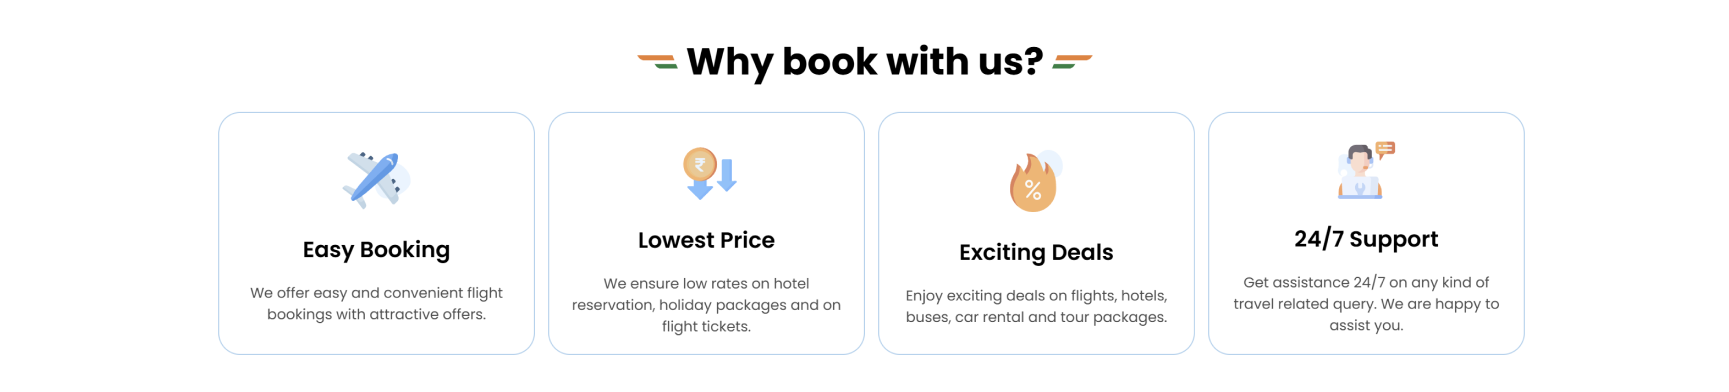 Why book with us?
Easy Booking
We offer easy and convenient flight
bookings with attractive offers.
₹
Lowest Price
We ensure low rates on hotel
reservation, holiday packages and on
flight tickets.
%
Exciting Deals
Enjoy exciting deals on flights, hotels,
buses, car rental and tour packages.
24/7 Support
Get assistance 24/7 on any kind of
travel related query. We are happy to
assist you.